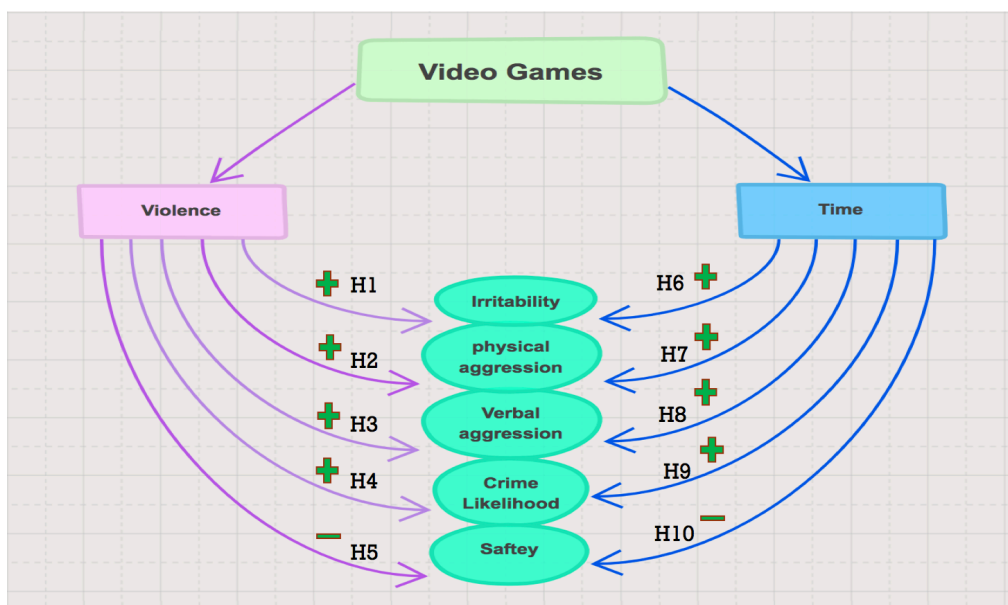 Video Games
Violence
Time
H1
Irritability
H6
H2
physical
aggression
H7
H3
Verbal
aggression
H8
H4
Crime
Likelihood
H9
H5
Saftey
H10